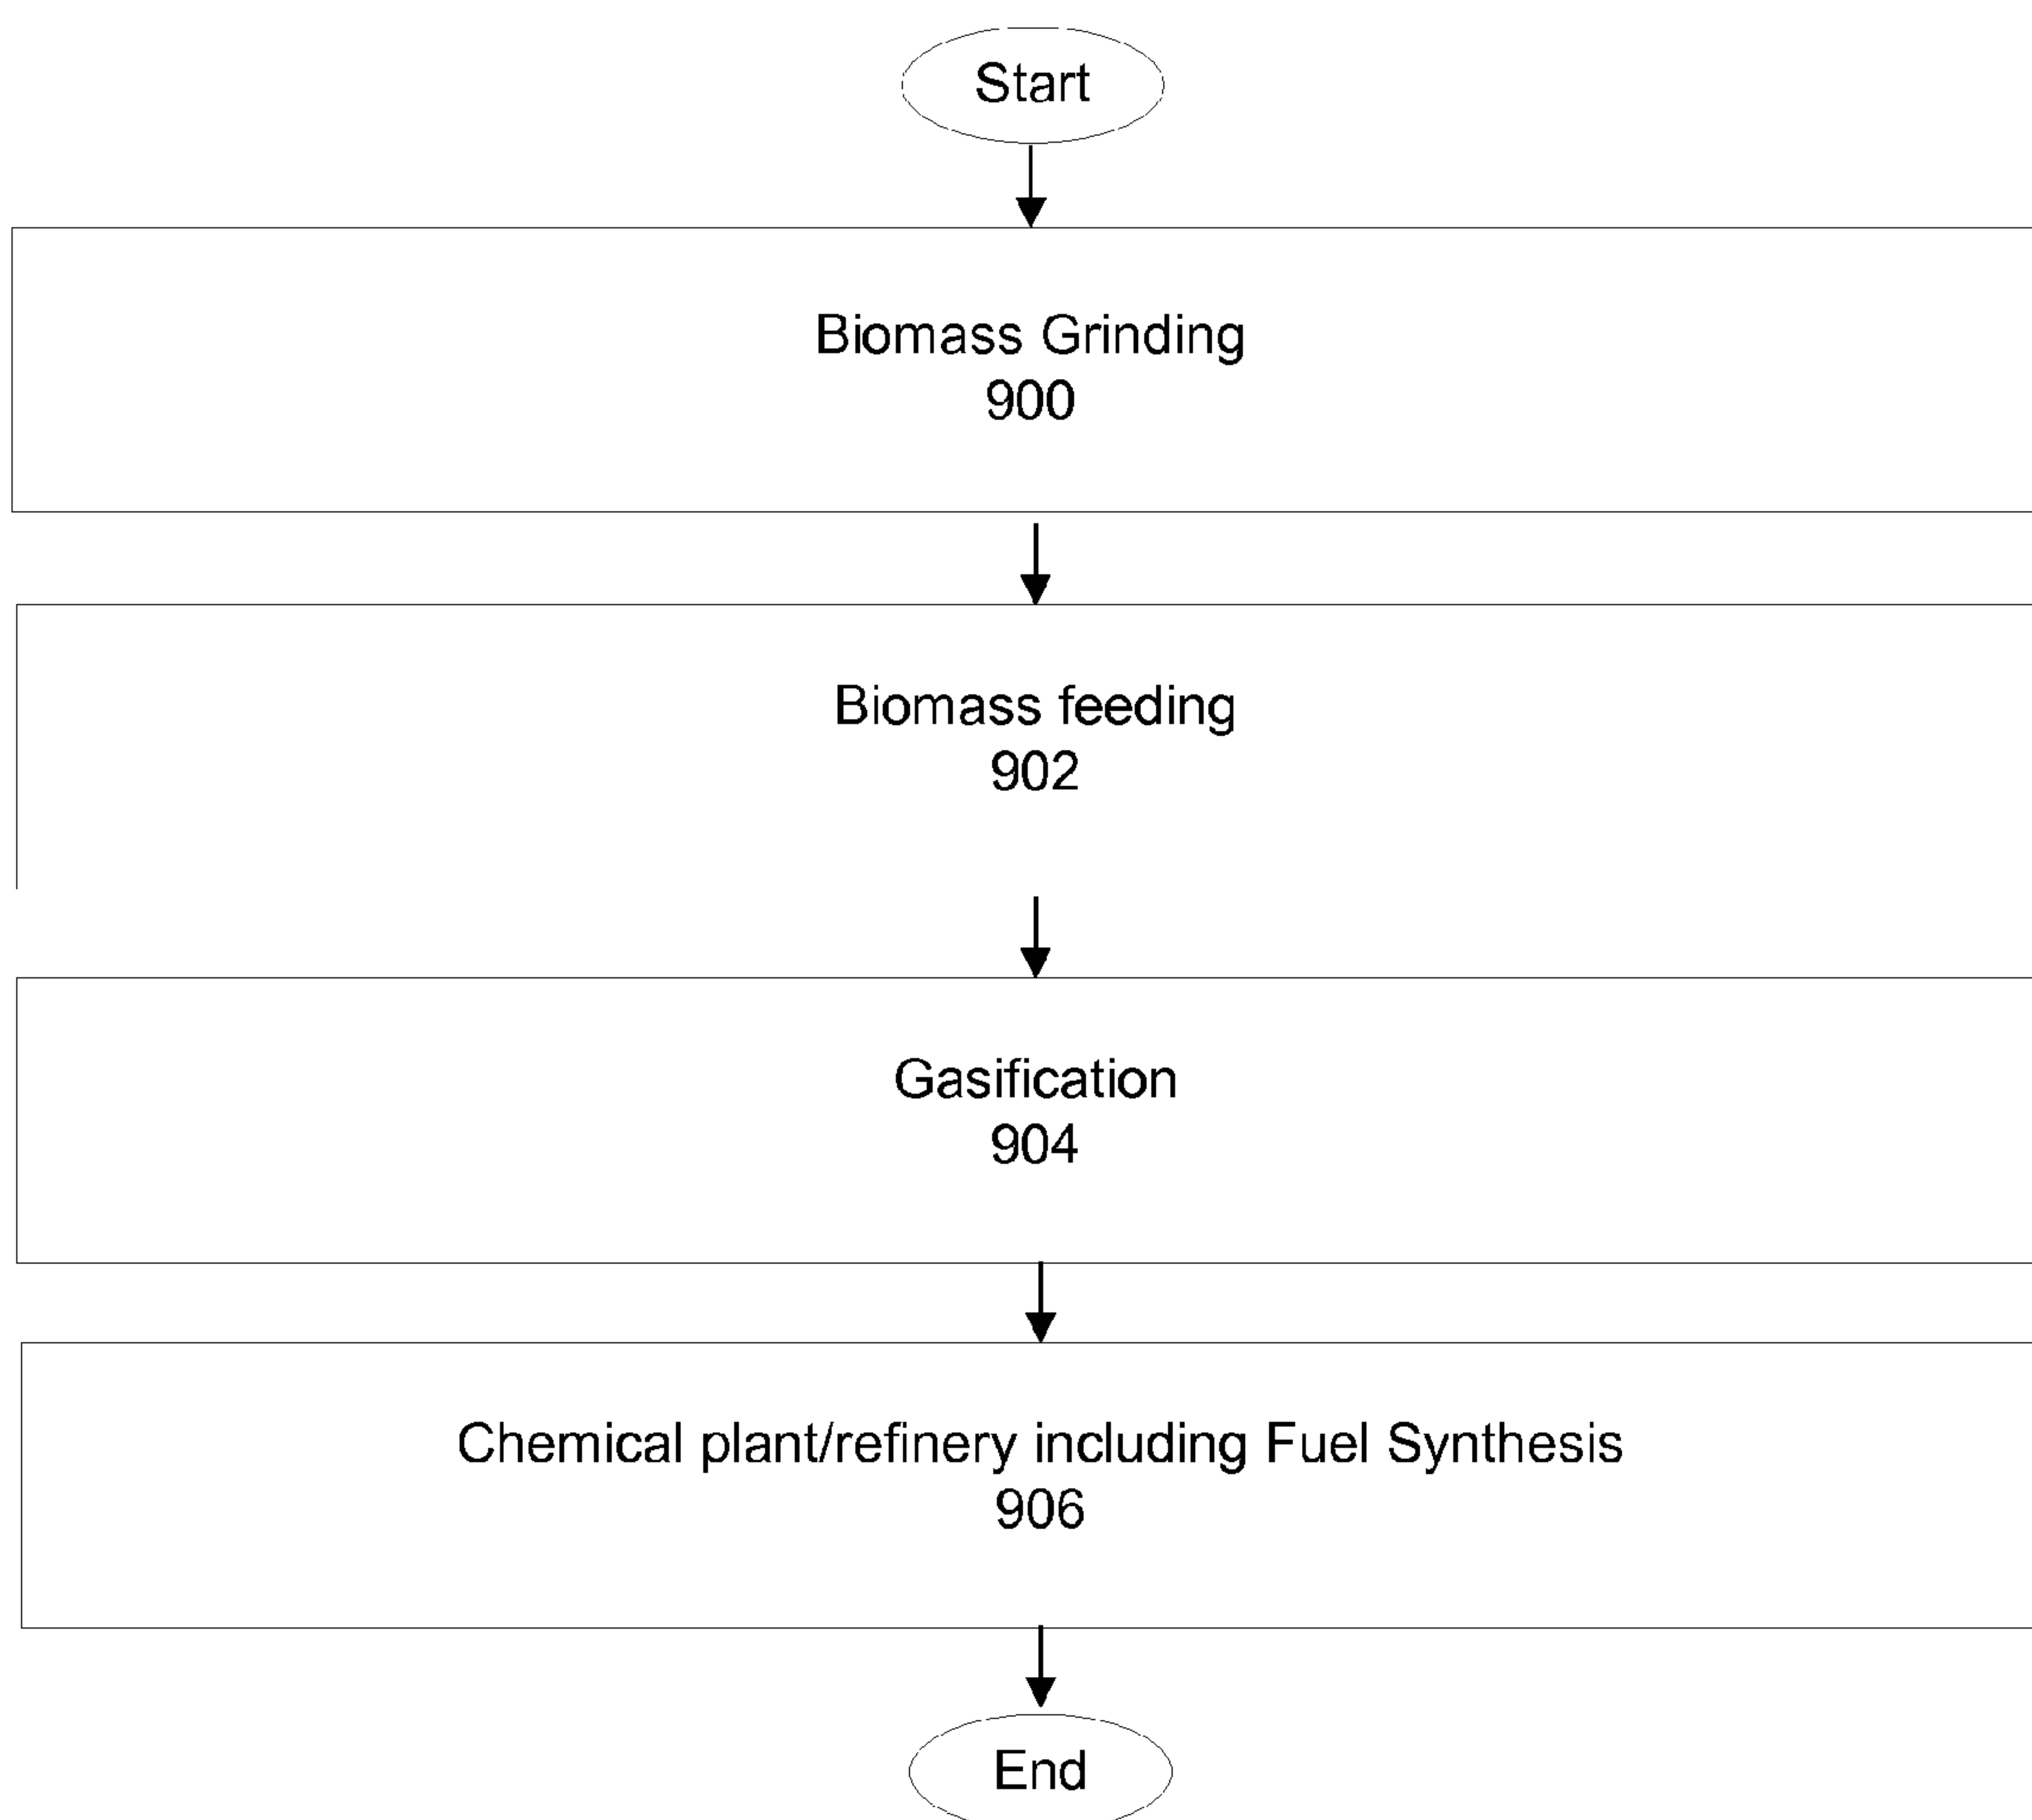 Start
Biomass Grinding
900
Biomass feeding
902
Gasification
904
Chemical plant/refinery including Fuel Synthesis
906
End